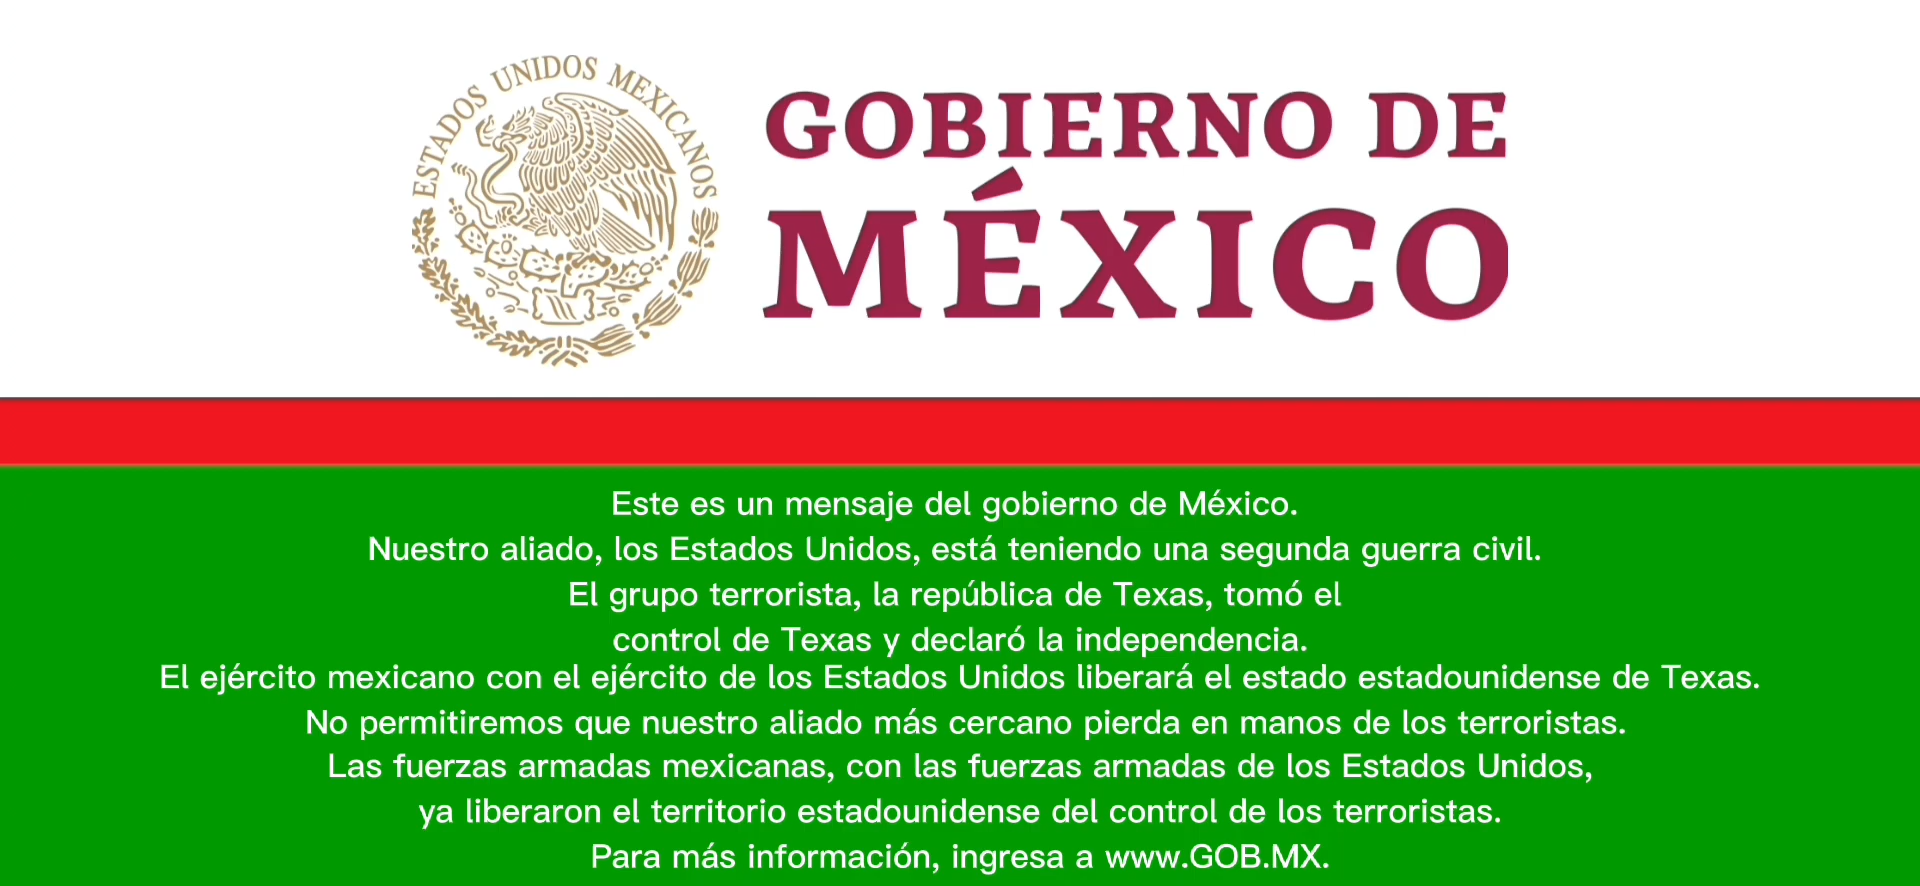 ESTADOS UNIDOS MEXICANOS
GOBIERNO DE
MÉXICO
Este es un mensaje del gobierno de México.
Nuestro aliado, los Estados Unidos, está teniendo una segunda guerra civil.
El grupo terrorista, la república de Texas, tomó el
control de Texas y declaró la independencia.
El ejército mexicano con el ejército de los Estados Unidos liberará el estado estadounidense de Texas.
No permitiremos que nuestro aliado más cercano pierda en manos de los terroristas.
Las fuerzas armadas mexicanas, con las fuerzas armadas de los Estados Unidos,
ya liberaron el territorio estadounidense del control de los terroristas.
Para más información, ingresa a www.GOB.MX.